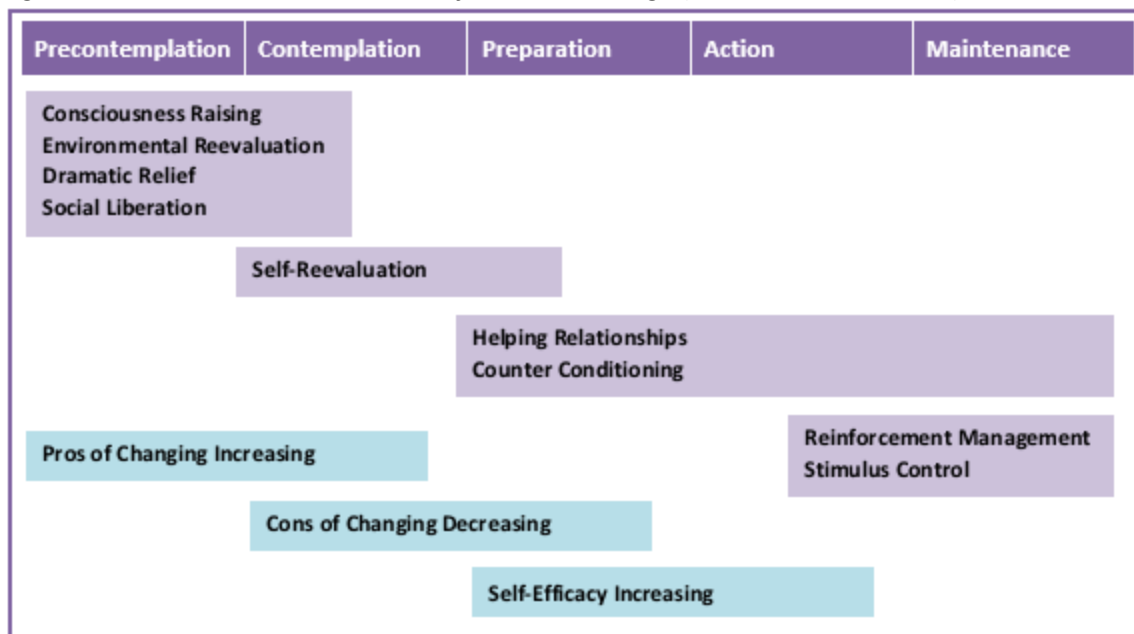 Precontemplation Contemplation Preparation Action Maintenance
Consciousness Raising
Environmental Reevaluation
Dramatic Relief
Social Liberation
Self-Reevaluation
Helping Relationships
Counter Conditioning
Reinforcement Management
Stimulus Control
Pros of Changing Increasing
Cons of Changing Decreasing
Self-Efficacy Increasing